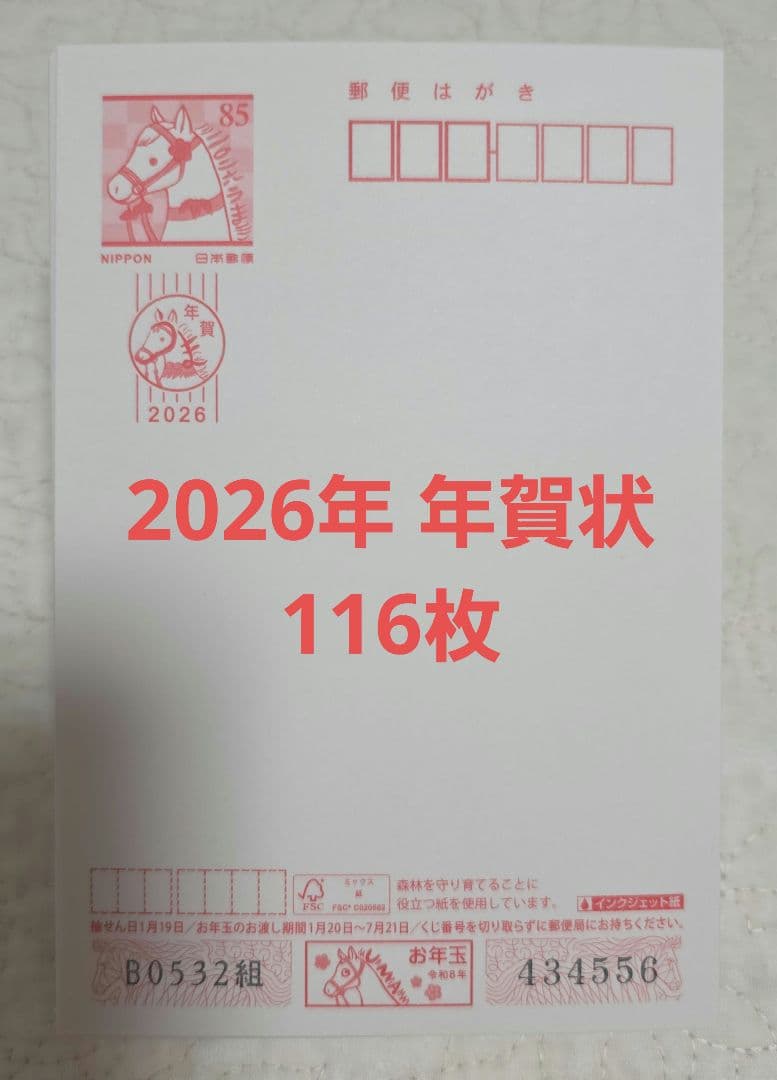 郵便はがき
85
NIPPON 日本郵便
年賀
2026
2026年 年賀状
116枚
FSC
ミックス
紙
FSC® C020862
森林を守り育てることに
役立つ紙を使用しています。
インクジェット紙
抽せん日1月19日/お年玉のお渡し期間1月20日~7月21日/くじ番号を切り取らずに郵便局にお持ちください。
B0532組
UMA
お年玉
令和8年
434556